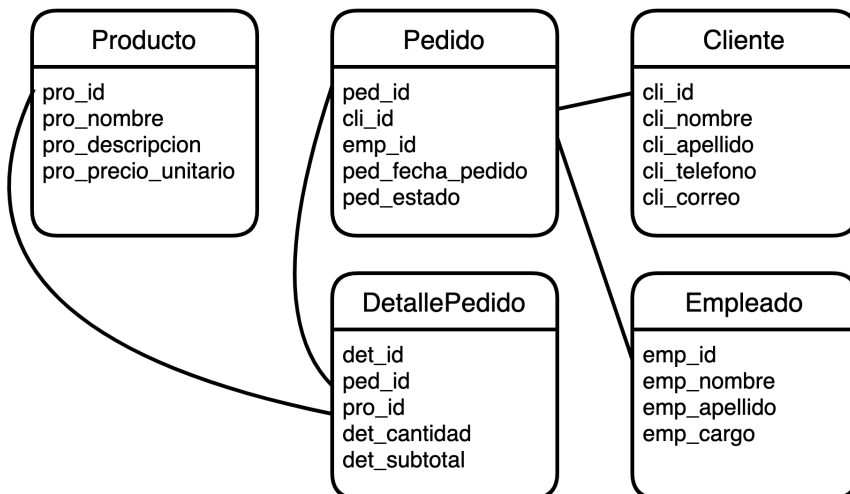 Producto
pro_id
pro_nombre
pro_descripcion
pro_precio_unitario
Pedido
ped_id
cli_id
emp_id
ped_fecha_pedido
ped_estado
Cliente
cli_id
cli_nombre
cli_apellido
cli_telefono
cli_correo
DetallePedido
det_id
ped_id
pro_id
det_cantidad
det_subtotal
Empleado
emp_id
emp_nombre
emp_apellido
emp_cargo